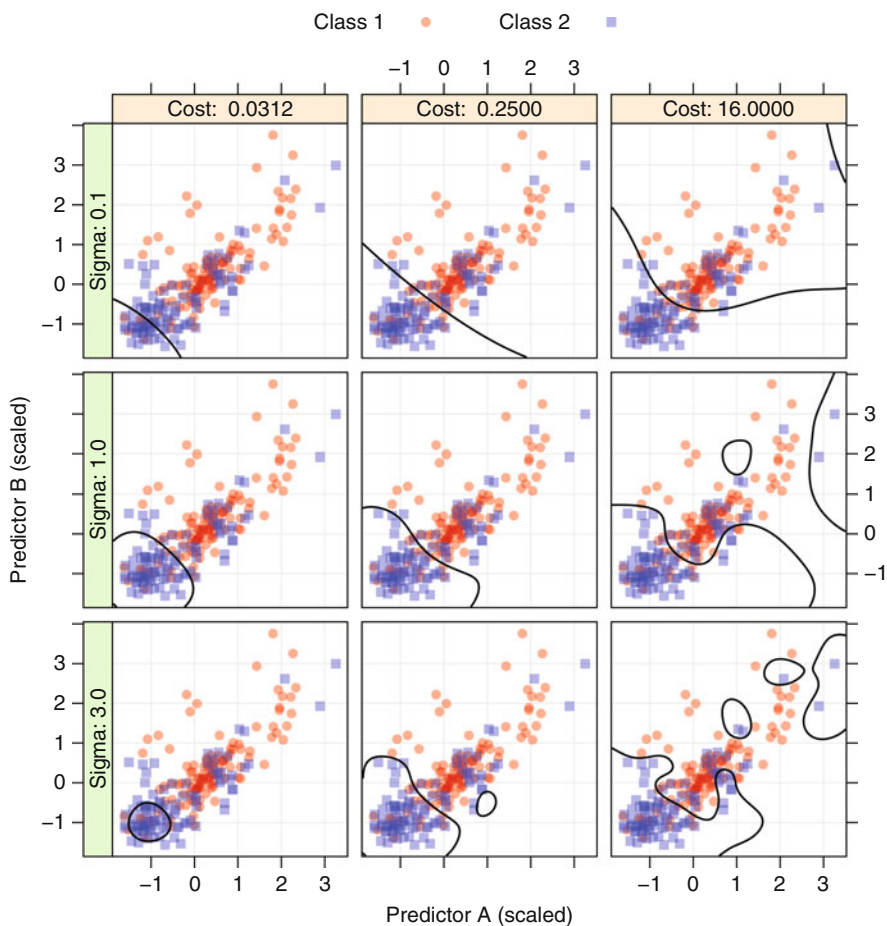 Class 1 Class 2
−1 0 1 2 3
Cost: 0.0312 Cost: 0.2500 Cost: 16.0000
Sigma: 0.1
3
2
1
0
−1
Sigma: 1.0
3
2
1
0
−1
Sigma: 3.0
3
2
1
0
−1
Predictor B (scaled)
−1 0 1 2 3 −1 0 1 2 3
Predictor A (scaled)